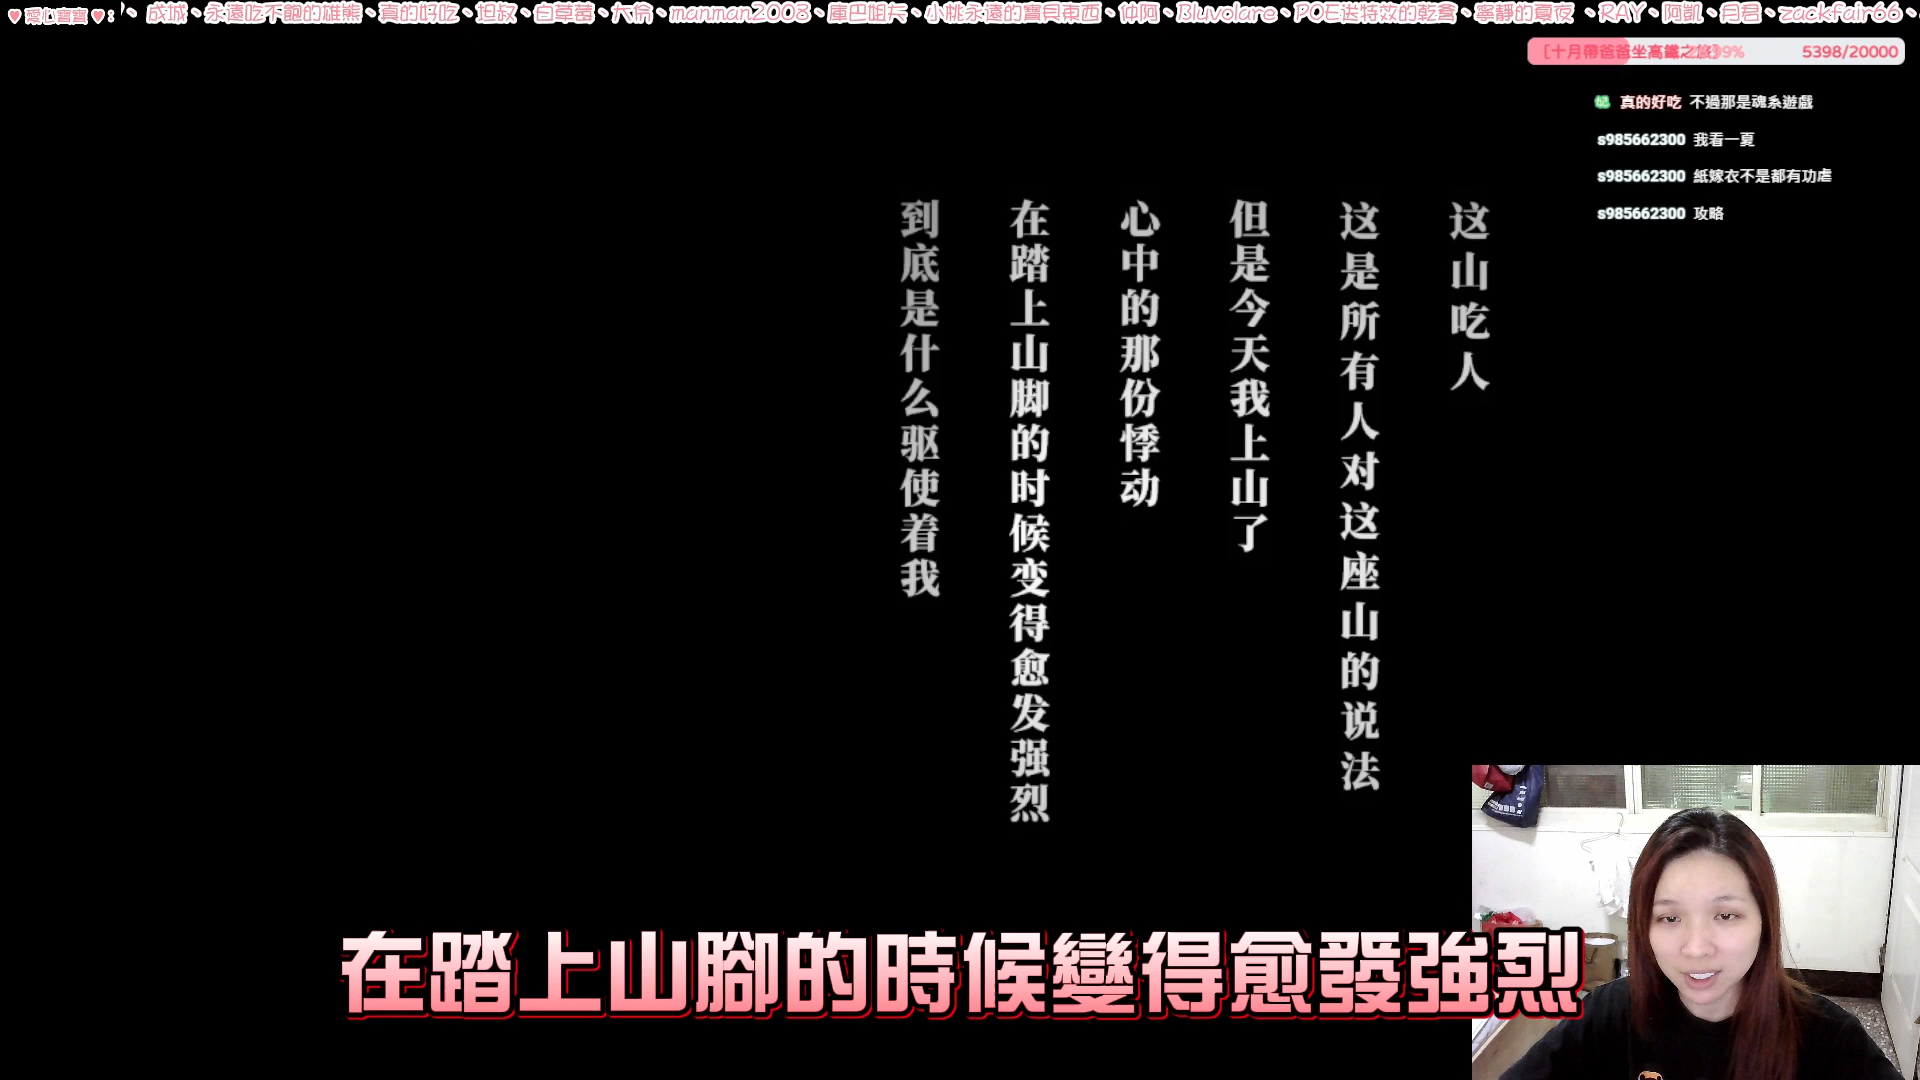 ♥愛心寶寶♥： 、成城、永遠吃不飽的雄熊、真的好吃、坦叔、白草莓、大佾、manman2008、庫巴姐夫、小桃永遠的寶貝東西、仲阿、Bluvolare、POE送特效的乾爹、寧靜的夏夜、RAY、阿凱、月君、zackfair66、
[十月帶爸爸坐高鐵之旅] 5398/20000
真的好吃 不過那是魂系遊戲
s985662300 我看一夏
s985662300 紙嫁衣不是都有功虐
s985662300 攻略
这山吃人
这是所有人对这座山的说法
但是今天我上山了
心中的那份悸动
在踏上山脚的时候变得愈发强烈
到底是什么驱使着我
在踏上山腳的時候變得愈發強烈